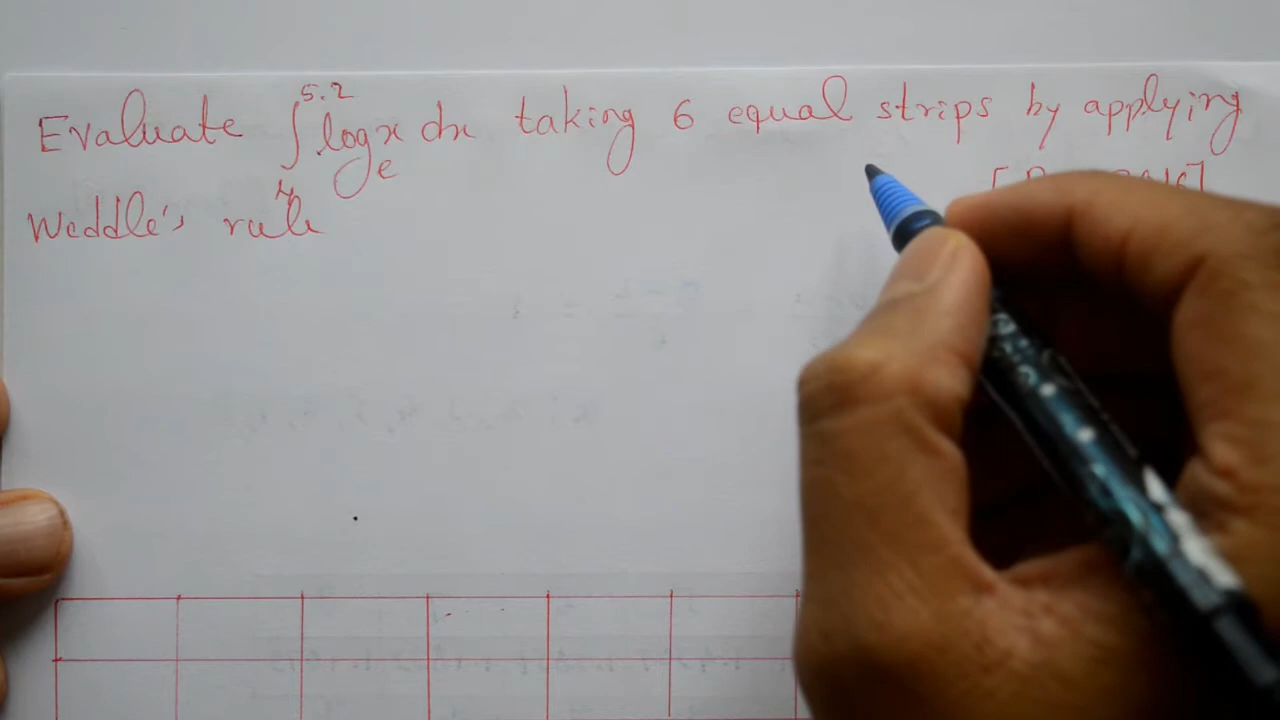 Evaluate ∫₄^5.2 logₑx dx taking 6 equal strips by applying
Weddle's rule